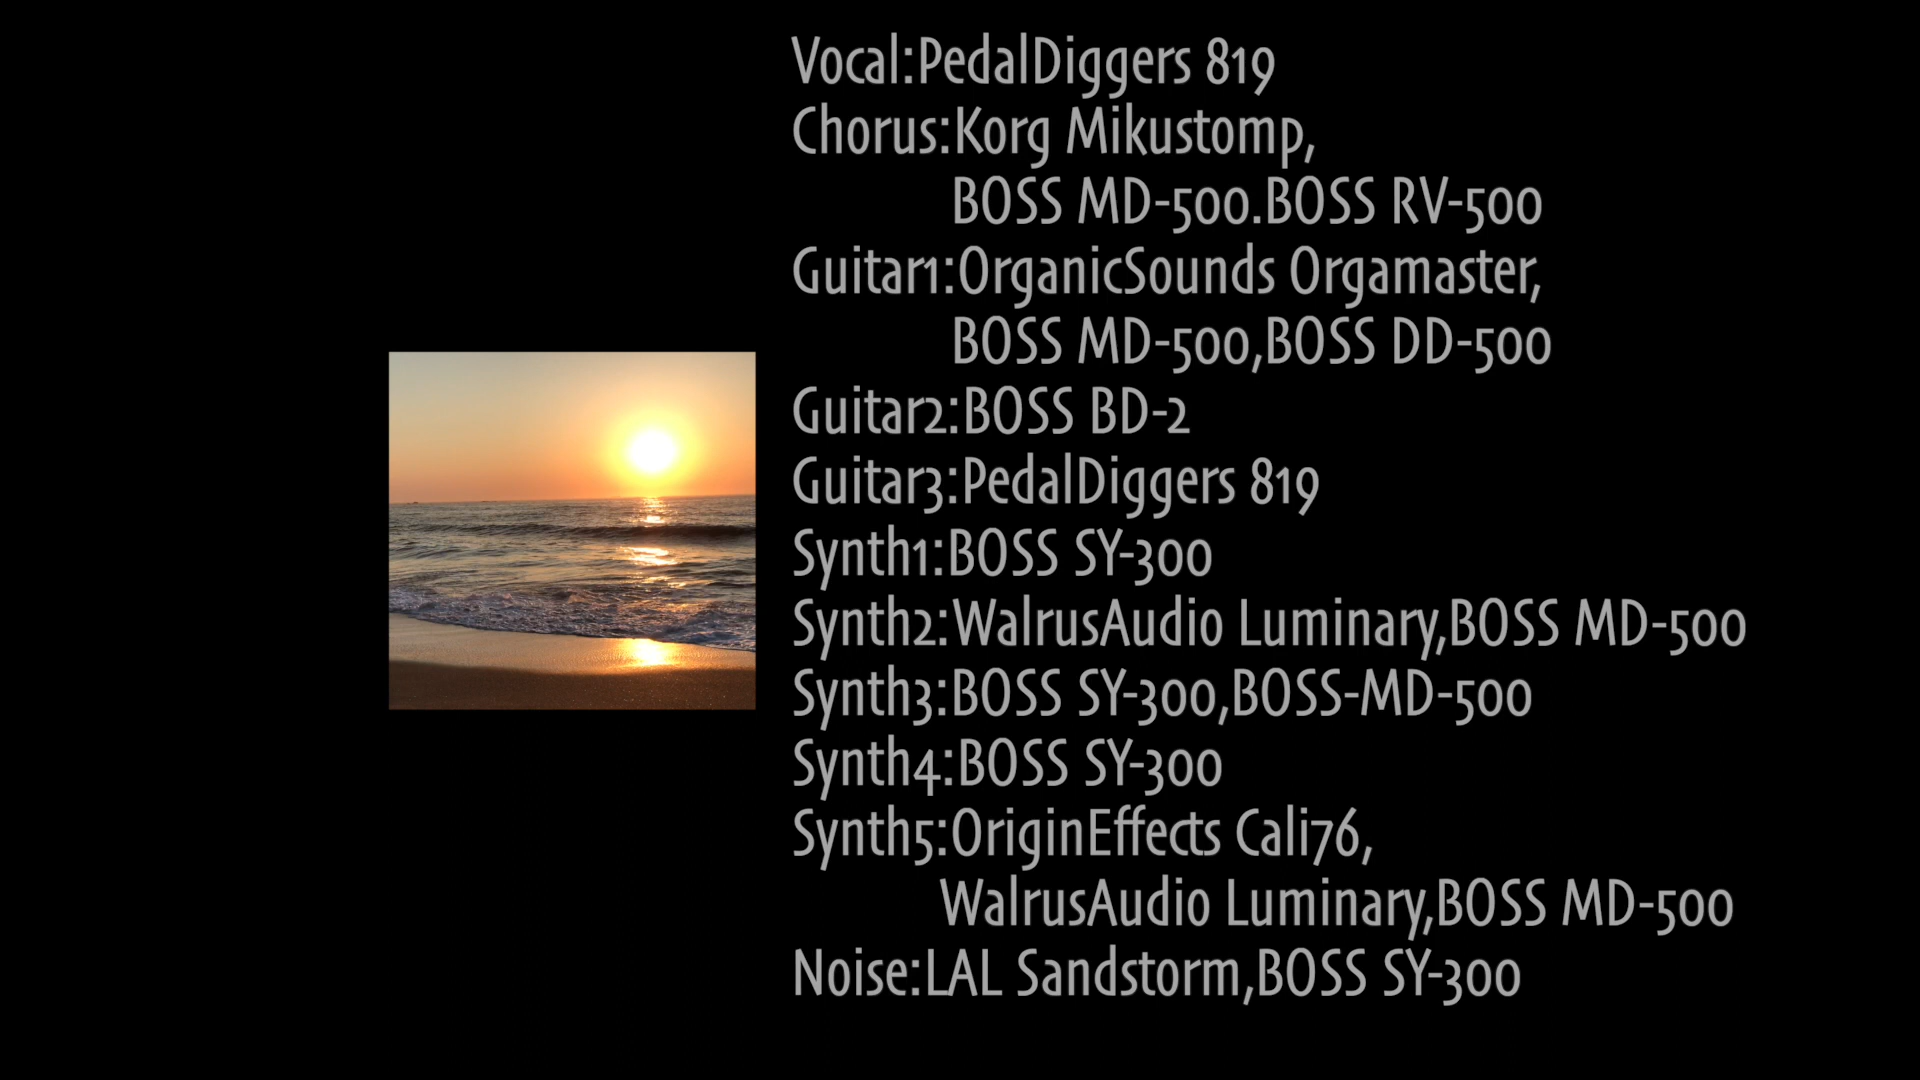 Vocal:PedalDiggers 819
Chorus:Korg Mikustomp,
BOSS MD-500.BOSS RV-500
Guitar1:OrganicSounds Orgamaster,
BOSS MD-500,BOSS DD-500
Guitar2:BOSS BD-2
Guitar3:PedalDiggers 819
Synth1:BOSS SY-300
Synth2:WalrusAudio Luminary,BOSS MD-500
Synth3:BOSS SY-300,BOSS-MD-500
Synth4:BOSS SY-300
Synth5:OriginEffects Cali76,
WalrusAudio Luminary,BOSS MD-500
Noise:LAL Sandstorm,BOSS SY-300